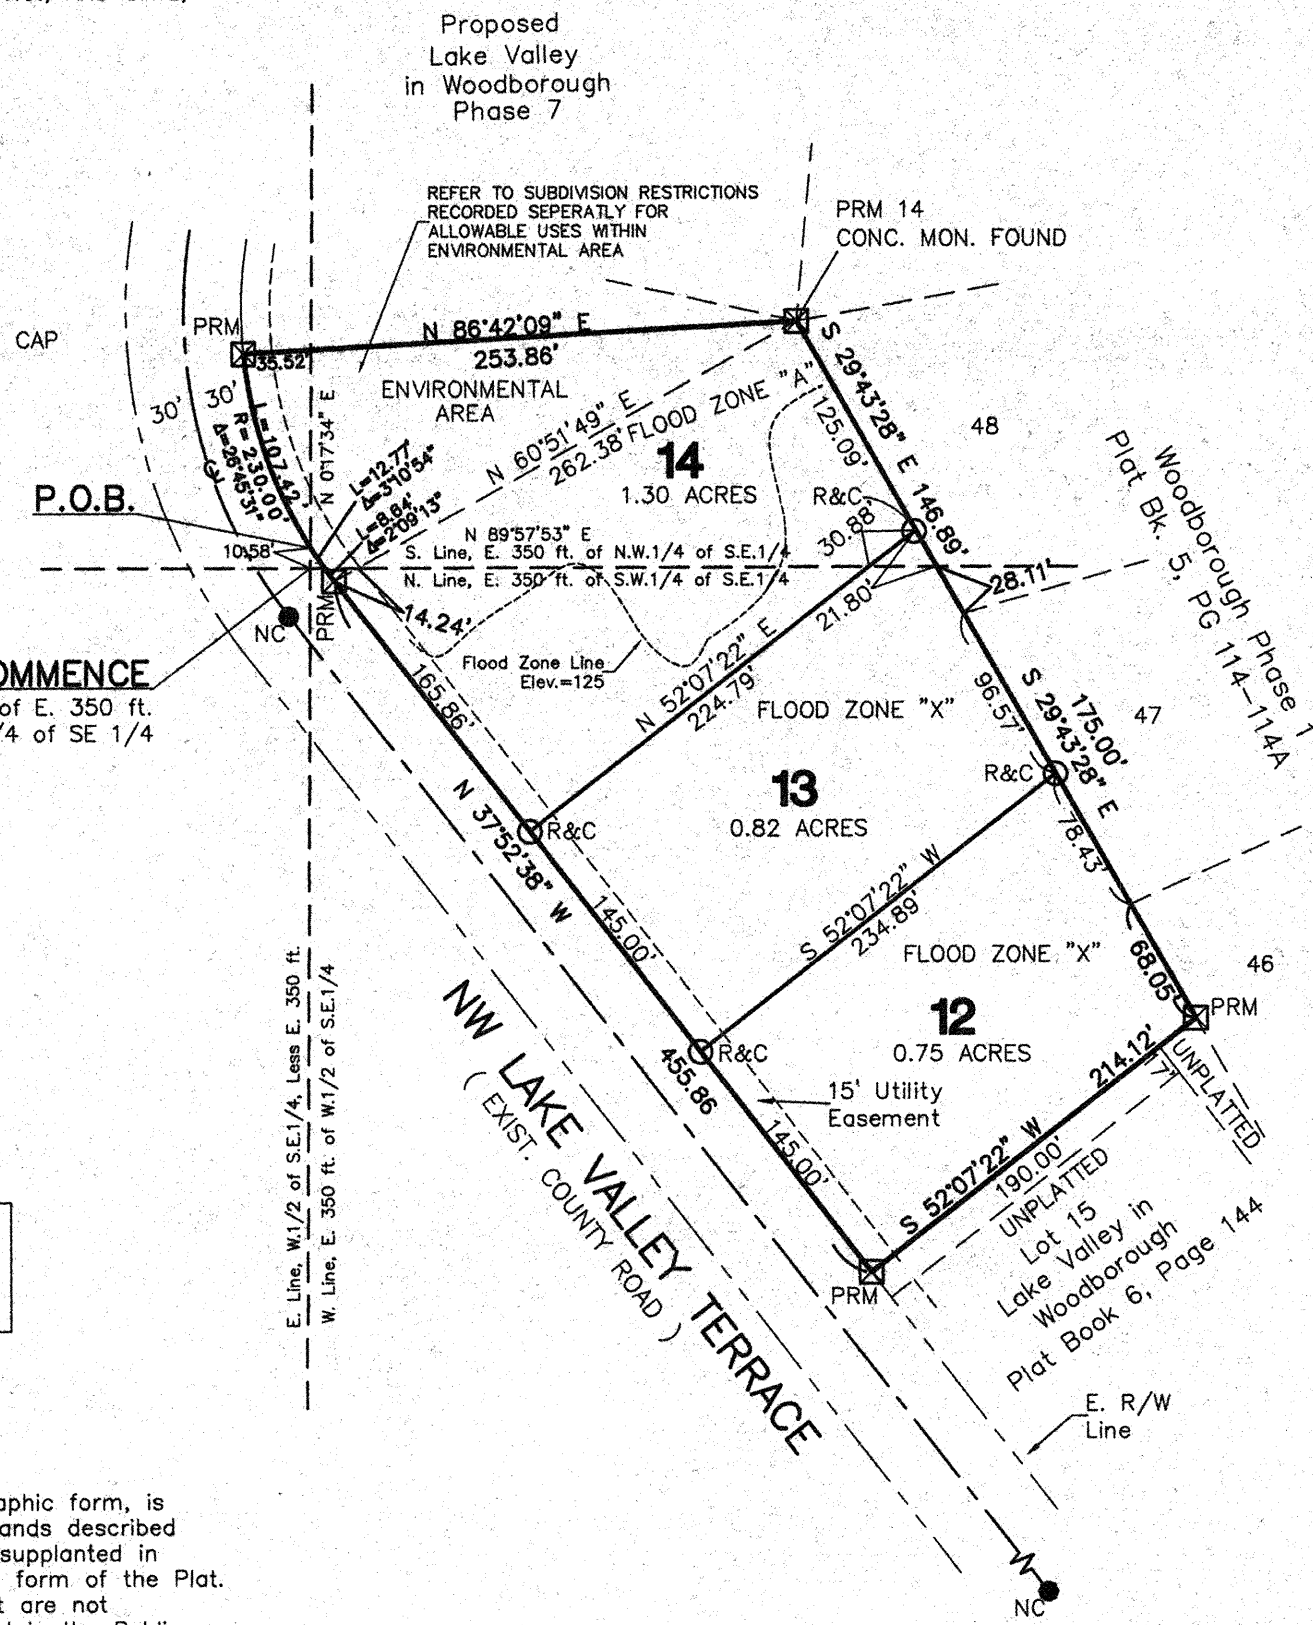 Proposed
Lake Valley
in Woodborough
Phase 7
REFER TO SUBDIVISION RESTRICTIONS
RECORDED SEPERATLY FOR
ALLOWABLE USES WITHIN
ENVIRONMENTAL AREA
PRM 14
CONC. MON. FOUND
CAP
PRM
N 86°42'09" E
253.86'
35.52'
ENVIRONMENTAL
AREA
30'
30'
L=107.42'
R=230.00'
Δ=26°45'31"
N 0°17'34" E
N 60°51'49" E
262.38'
FLOOD ZONE "A"
S 29°43'28" E
146.89'
125.09'
14
1.30 ACRES
48
Woodborough Phase 1
Plat Bk. 5, PG 114-114A
P.O.B.
L=12.77'
Δ=3°10'54"
L=8.64'
Δ=2°09'13"
R&C
30.88
10.58'
N 89°57'53" E
S. Line, E. 350 ft. of N.W.1/4 of S.E.1/4
N. Line, E. 350 ft. of S.W.1/4 of S.E.1/4
28.11'
21.80'
14.24'
PRM
NC
Flood Zone Line
Elev.=125
OMMENCE
of E. 350 ft.
/4 of SE 1/4
165.86'
N 52°07'22" E
224.79'
FLOOD ZONE "X"
96.57'
175.00'
S 29°43'28" E
47
R&C
13
0.82 ACRES
R&C
N 37°52'38" W
78.43'
145.00'
S 52°07'22" W
234.89'
FLOOD ZONE "X"
46
68.05'
PRM
E. Line, W.1/2 of S.E.1/4, Less E. 350 ft.
W. Line, E. 350 ft. of W.1/2 of S.E.1/4
12
0.75 ACRES
R&C
455.86
15' Utility
Easement
145.00'
214.12'
17'
UNPLATTED
S 52°07'22" W
190.00'
UNPLATTED
Lot 15
Lake Valley in
Woodborough
Plat Book 6, Page 144
PRM
NW LAKE VALLEY TERRACE
( EXIST. COUNTY ROAD )
E. R/W
Line
aphic form, is
ands described
supplanted in
form of the Plat.
t are not
NC